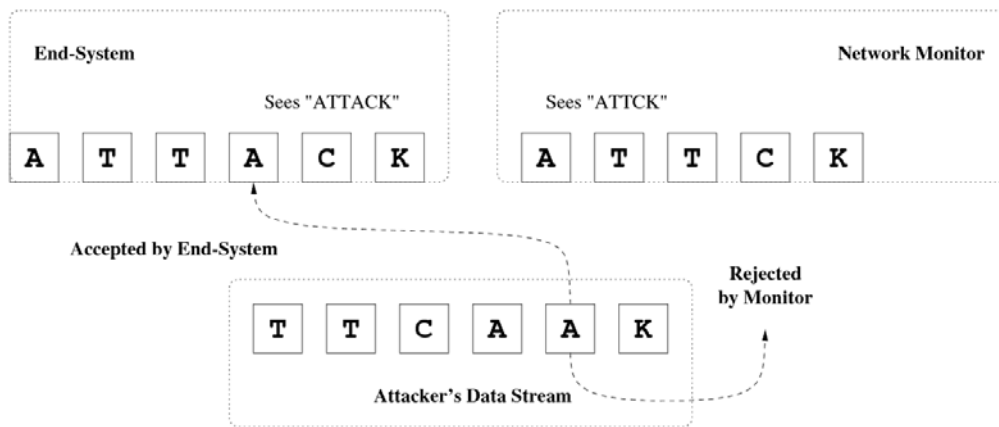 End-System
Network Monitor
Sees "ATTACK"
Sees "ATTCK"
A T T A C K
A T T C K
Accepted by End-System
Rejected
by Monitor
T T C A A K
Attacker's Data Stream